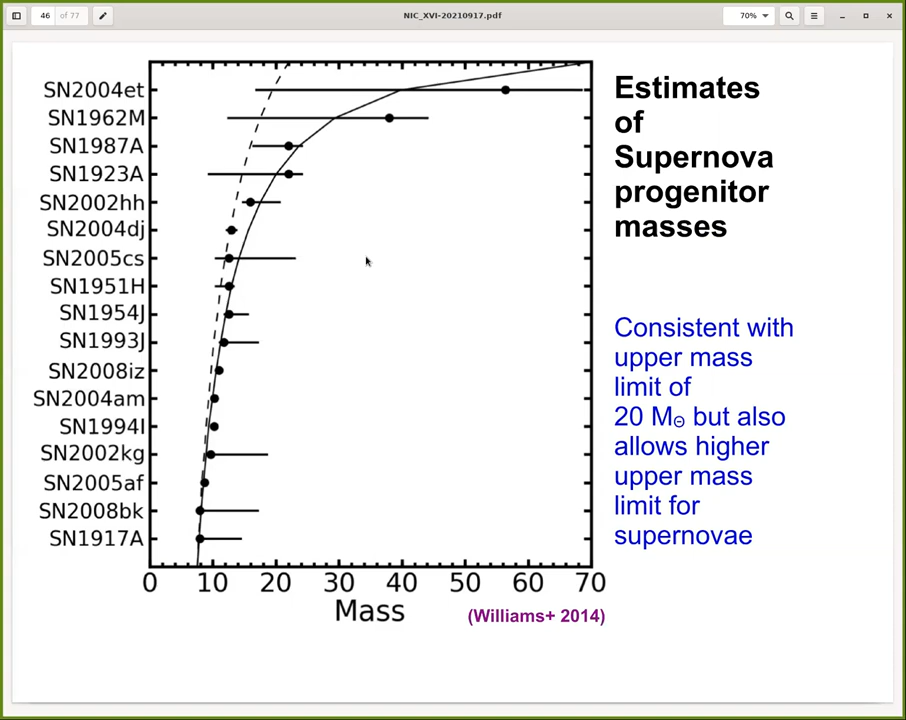 46 of 77
NIC_XVI-20210917.pdf
70%
SN2004et
SN1962M
SN1987A
SN1923A
SN2002hh
SN2004dj
SN2005cs
SN1951H
SN1954J
SN1993J
SN2008iz
SN2004am
SN1994I
SN2002kg
SN2005af
SN2008bk
SN1917A
0 10 20 30 40 50 60 70
Mass
(Williams+ 2014)
Estimates
of
Supernova
progenitor
masses
Consistent with
upper mass
limit of
20 M⊙ but also
allows higher
upper mass
limit for
supernovae